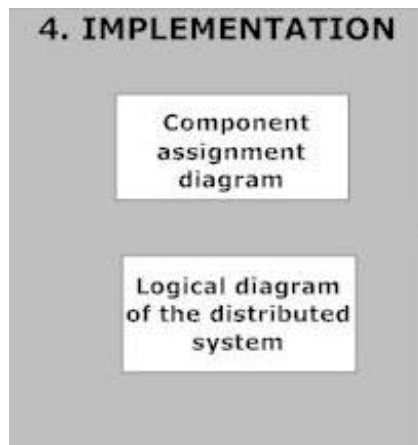 4. IMPLEMENTATION
Component
assignment
diagram
Logical diagram
of the distributed
system